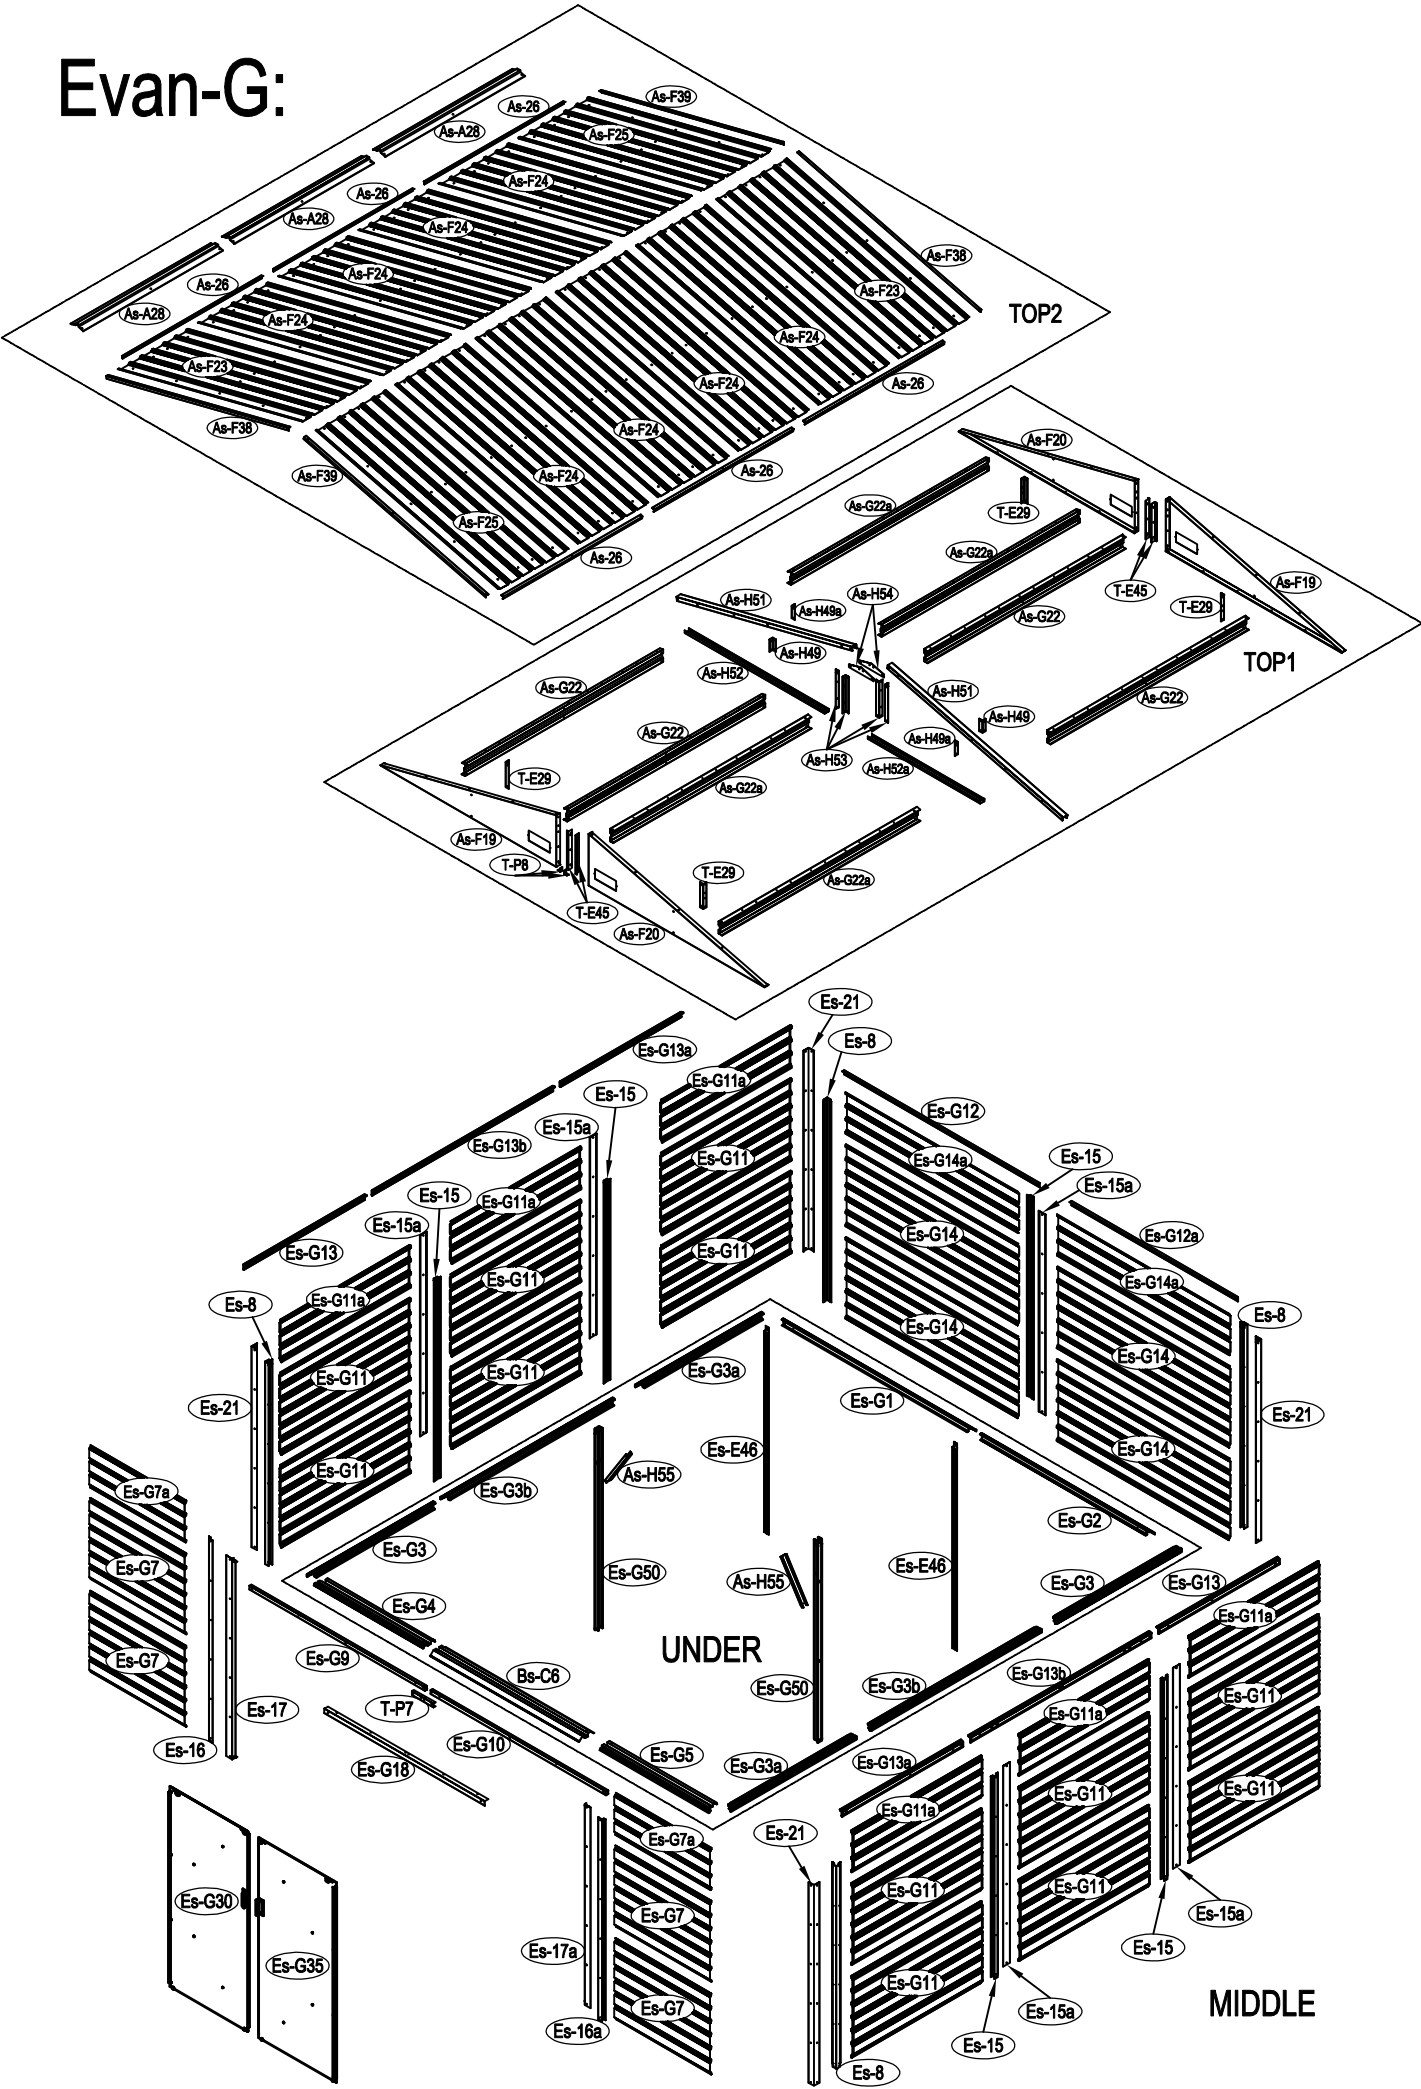 Evan-G:
As-F39
As-26
As-A28
As-F25
As-F24
As-26
As-A28
As-F24
As-F38
As-F24
As-26
As-F23
As-A28
TOP2
As-F24
As-F24
As-F23
As-F24
As-26
As-F38
As-F24
As-F20
As-F39
As-F24
As-26
As-G22a
T-E29
As-F25
As-G22a
As-26
As-F19
As-H54
T-E45
As-H51
As-H49a
T-E29
As-G22
As-H49
TOP1
As-H52
As-G22
As-H51
As-G22
As-G22
As-H49
As-H49a
As-H53
As-H52a
T-E29
As-G22a
As-F19
T-P8
T-E29
As-G22a
T-E45
As-F20
Es-21
Es-8
Es-G13a
Es-G11a
Es-15
Es-G12
Es-15a
Es-G13b
Es-G11
Es-G14a
Es-15
Es-15a
Es-15
Es-G11a
Es-15a
Es-G14
Es-G12a
Es-G13
Es-G11
Es-G11
Es-G14a
Es-G11a
Es-8
Es-8
Es-G14
Es-G14
Es-G3a
Es-G11
Es-G11
Es-G1
Es-21
Es-21
Es-E46
Es-G14
Es-G11
As-H55
Es-G7a
Es-G3b
Es-G2
Es-G3
Es-G7
Es-G50
As-H55
Es-E46
Es-G3
Es-G13
Es-G4
Es-G11a
UNDER
Es-G7
Es-G9
Bs-C6
Es-G50
Es-G13b
Es-G11
Es-G3b
Es-17
T-P7
Es-G11a
Es-16
Es-G10
Es-G5
Es-G3a
Es-G13a
Es-G18
Es-G11
Es-G11
Es-G11a
Es-21
Es-G7a
Es-G11
Es-G11
Es-G30
Es-G7
Es-15a
Es-15
Es-17a
Es-G35
Es-G11
Es-G7
MIDDLE
Es-15a
Es-16a
Es-15
Es-8